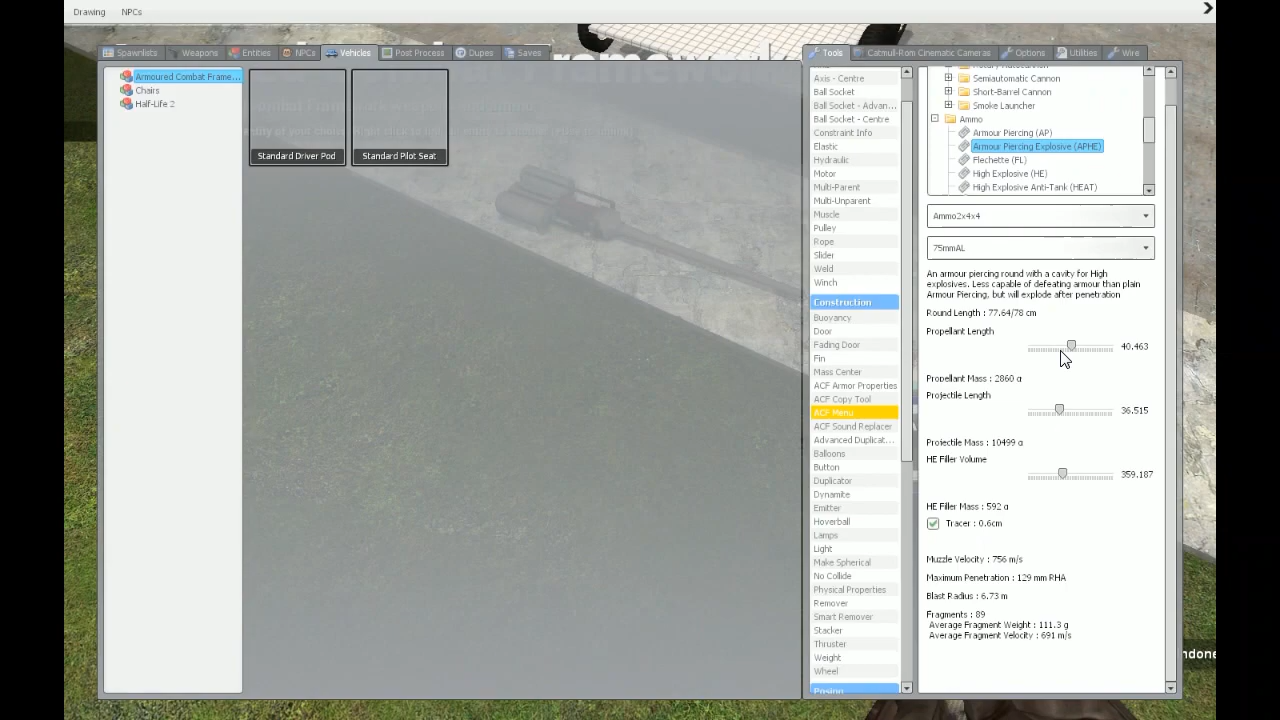 Drawing NPCs
Spawnlists Weapons Entities NPCs Vehicles Post Process Dupes Saves
Tools Catmull-Rom Cinematic Cameras Options Utilities Wire
Armoured Combat Frame...
Chairs
Half-Life 2
Standard Driver Pod
Standard Pilot Seat
Axis - Centre
Ball Socket
Ball Socket - Advan...
Ball Socket - Centre
Constraint Info
Elastic
Hydraulic
Motor
Multi-Parent
Multi-Unparent
Muscle
Pulley
Rope
Slider
Weld
Winch
Construction
Buoyancy
Door
Fading Door
Fin
Mass Center
ACF Armor Properties
ACF Copy Tool
ACF Menu
ACF Sound Replacer
Advanced Duplicat...
Balloons
Button
Duplicator
Dynamite
Emitter
Hoverball
Lamps
Light
Make Spherical
No Collide
Physical Properties
Remover
Smart Remover
Stacker
Thruster
Weight
Wheel
Posing
Rotary Autocannon
Semiautomatic Cannon
Short-Barrel Cannon
Smoke Launcher
Ammo
Armour Piercing (AP)
Armour Piercing Explosive (APHE)
Flechette (FL)
High Explosive (HE)
High Explosive Anti-Tank (HEAT)
Ammo2x4x4
75mmAL
An armour piercing round with a cavity for High
explosives. Less capable of defeating armour than plain
Armour Piercing, but will explode after penetration
Round Length : 77.64/78 cm
Propellant Length
40.463
Propellant Mass : 2860 g
Projectile Length
36.515
Projectile Mass : 10499 g
HE Filler Volume
359.187
HE Filler Mass : 592 g
Tracer : 0.6cm
Muzzle Velocity : 756 m/s
Maximum Penetration : 129 mm RHA
Blast Radius : 6.73 m
Fragments : 89
Average Fragment Weight : 111.3 g
Average Fragment Velocity : 691 m/s